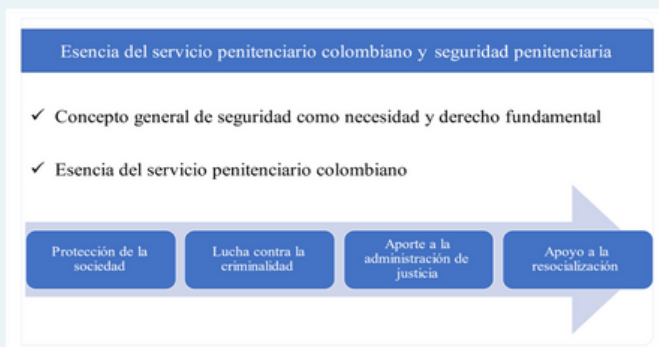 Esencia del servicio penitenciario colombiano y seguridad penitenciaria
✓ Concepto general de seguridad como necesidad y derecho fundamental
✓ Esencia del servicio penitenciario colombiano
Protección de la
sociedad
Lucha contra la
criminalidad
Aporte a la
administración de
justicia
Apoyo a la
resocialización